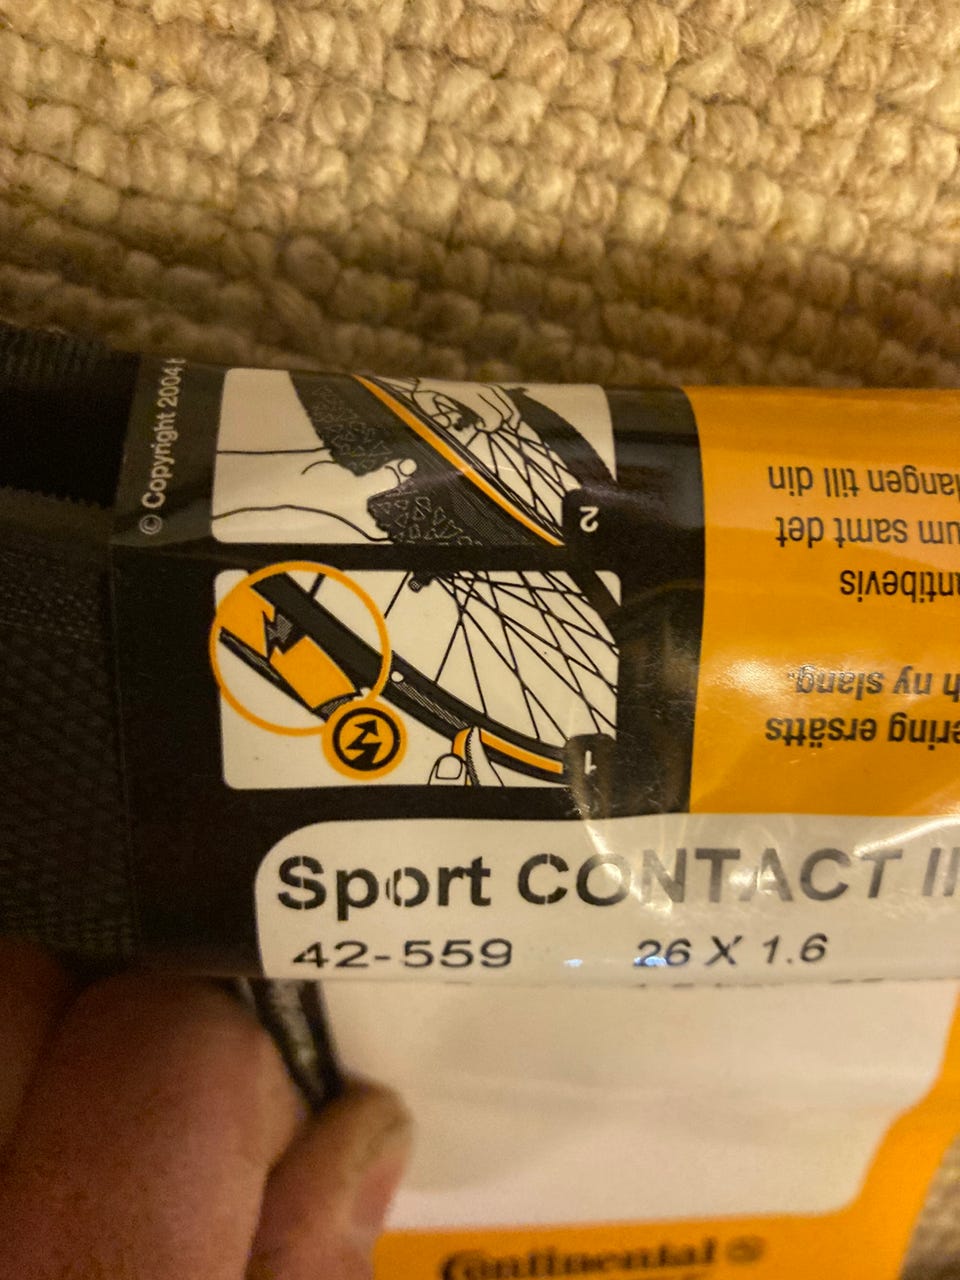 © Copyright 2004
2
1
langen till din
um samt det
antibevis
h ny slang.
ering ersätts
Sport CONTACT II
42-559 26 X 1.6
Continental